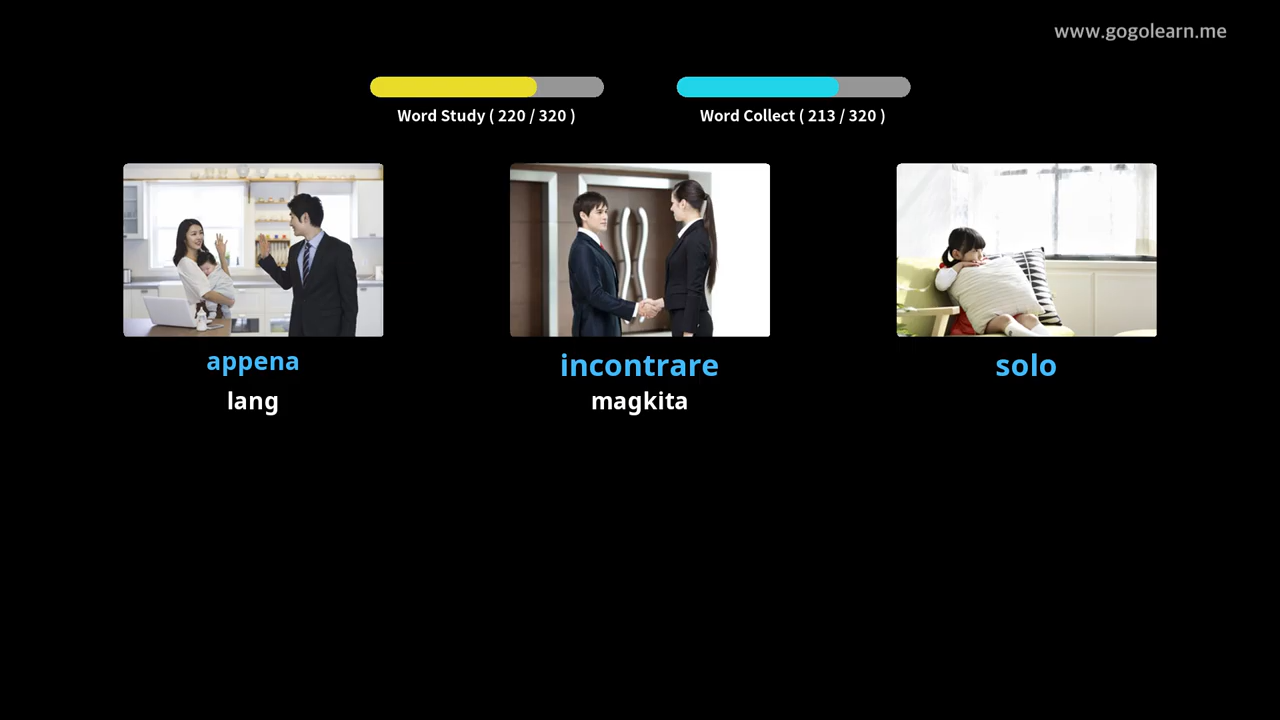 www.gogolearn.me
Word Study ( 220 / 320 )
Word Collect ( 213 / 320 )
appena
lang
incontrare
magkita
solo